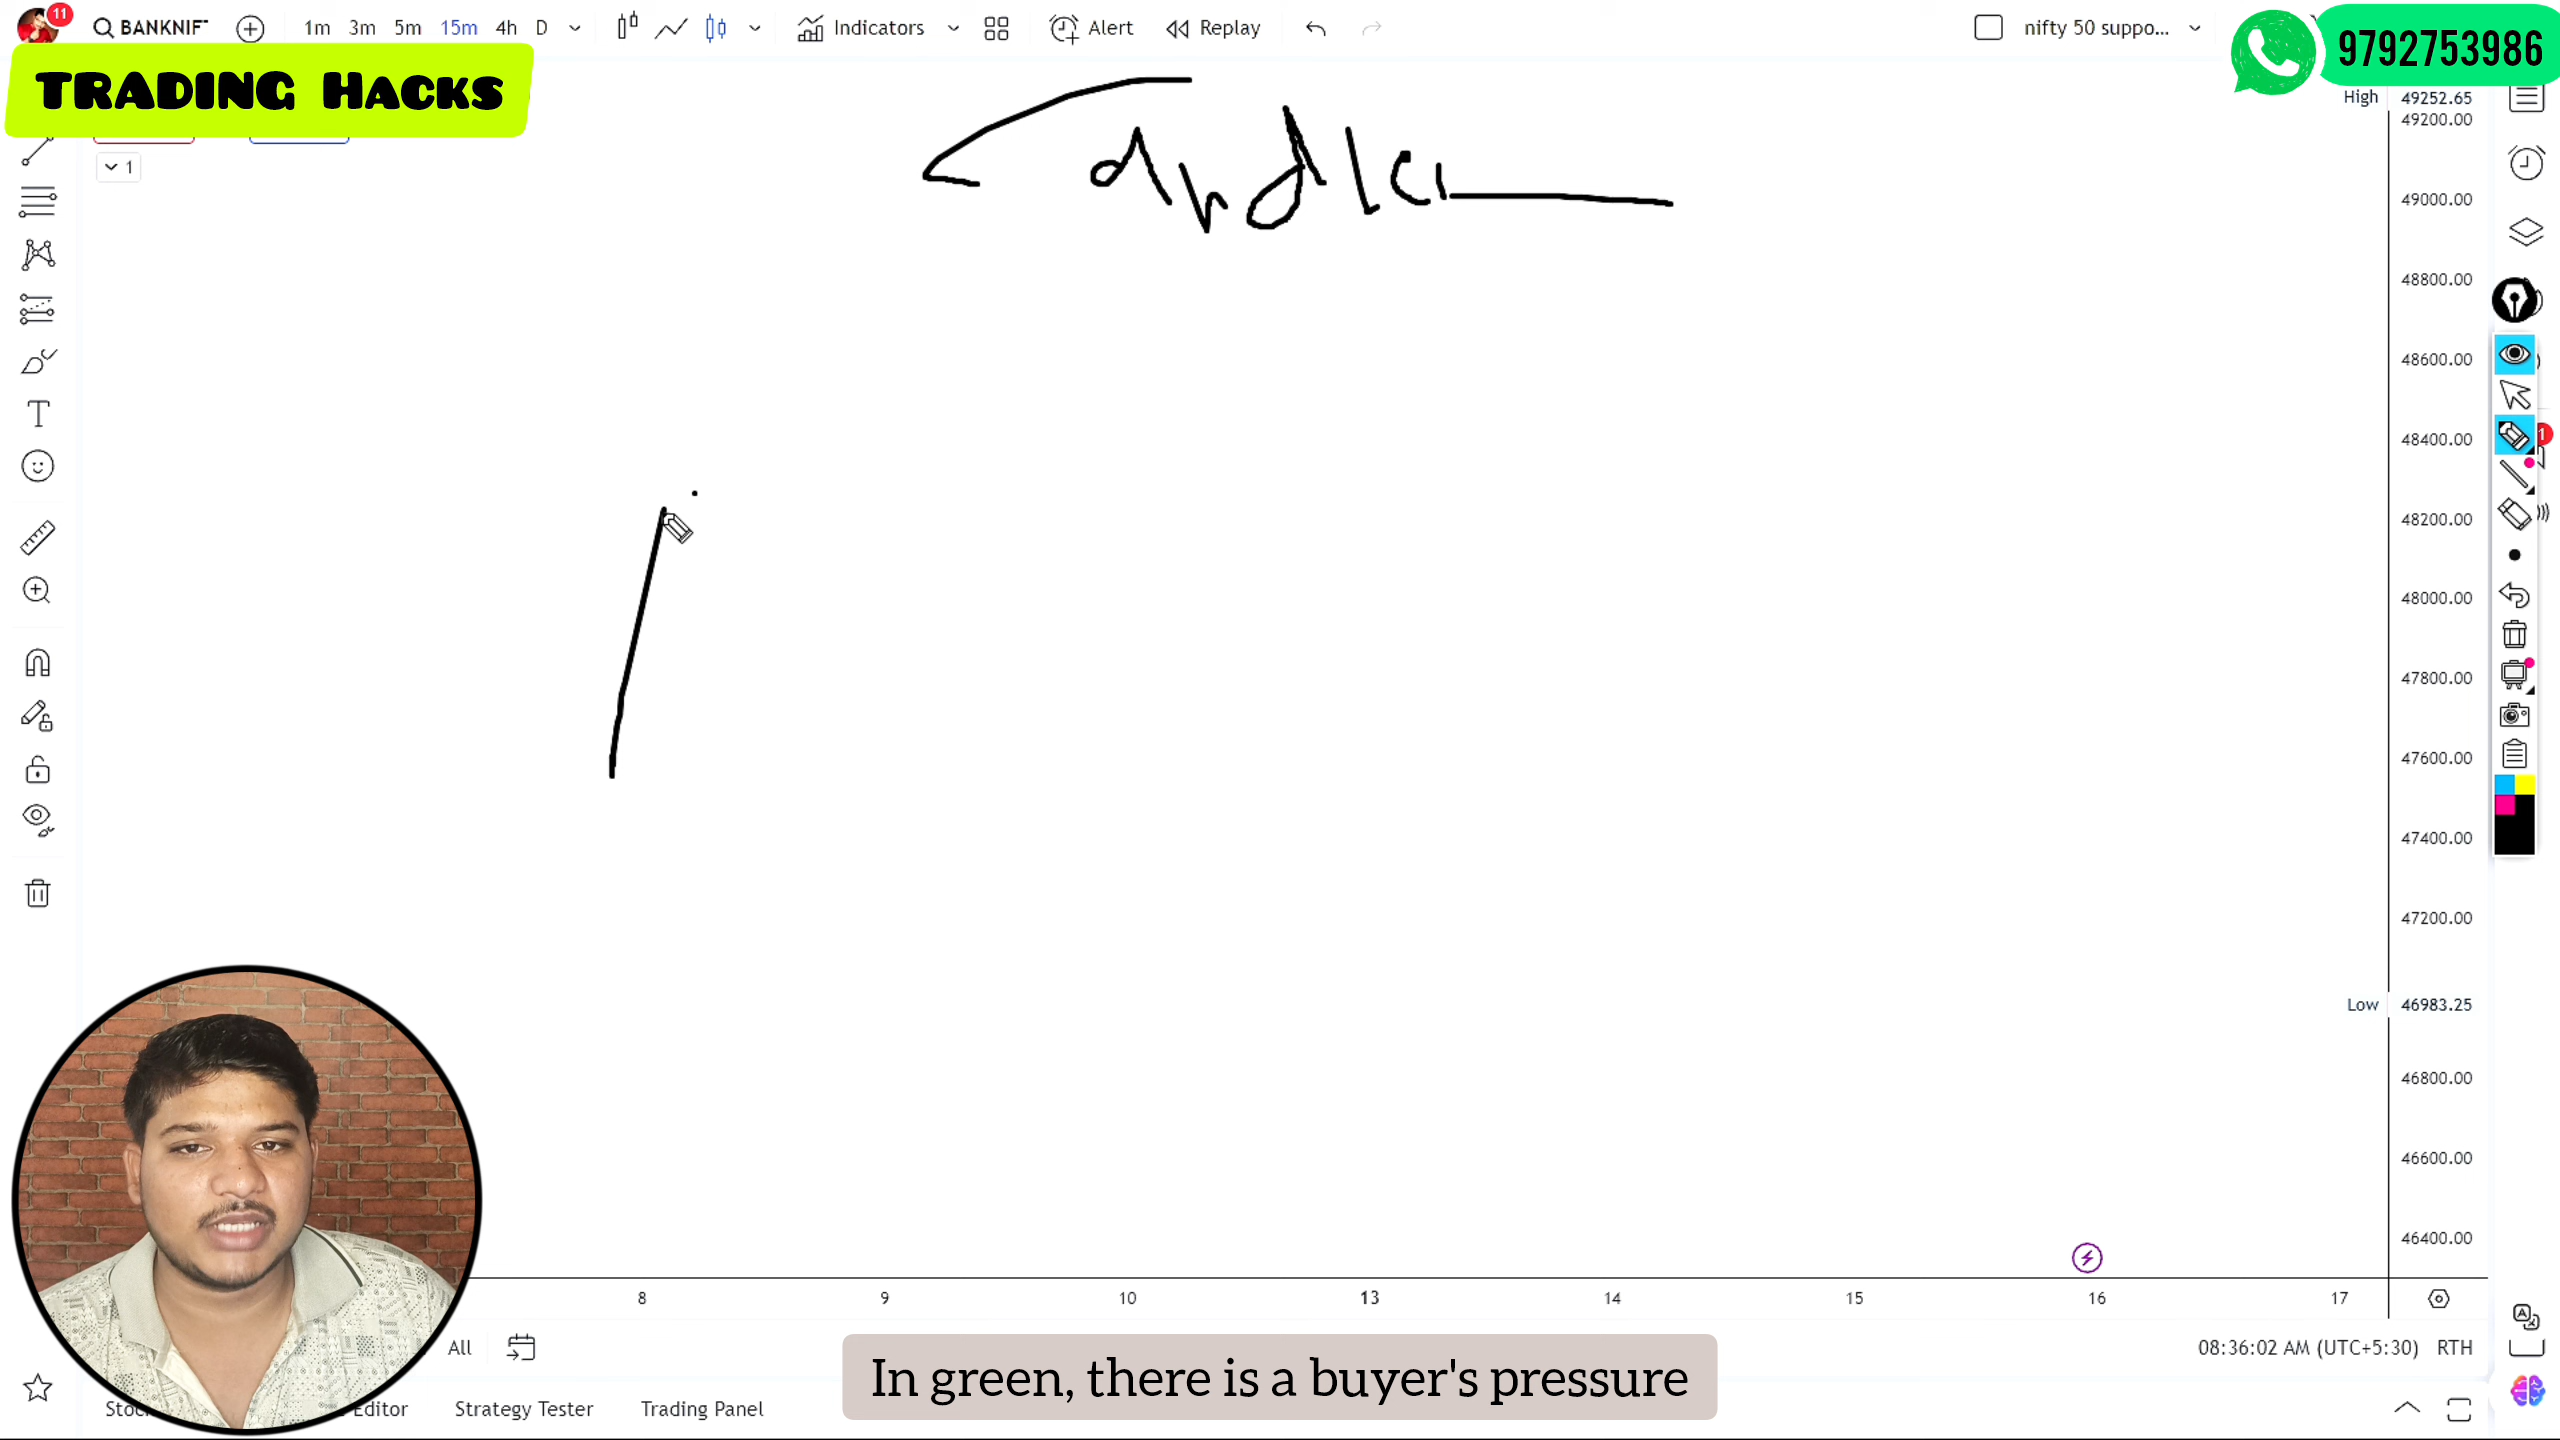 11
BANKNIF
1m 3m 5m 15m 4h D
Indicators
Alert
Replay
nifty 50 suppo...
9792753986
TRADING HACKS
1
High 49252.65
49200.00
49000.00
48800.00
48600.00
48400.00
1
48200.00
48000.00
47800.00
47600.00
47400.00
47200.00
Low 46983.25
46800.00
46600.00
46400.00
8 9 10 13 14 15 16 17
All
08:36:02 AM (UTC+5:30) RTH
In green, there is a buyer's pressure
Editor Strategy Tester Trading Panel